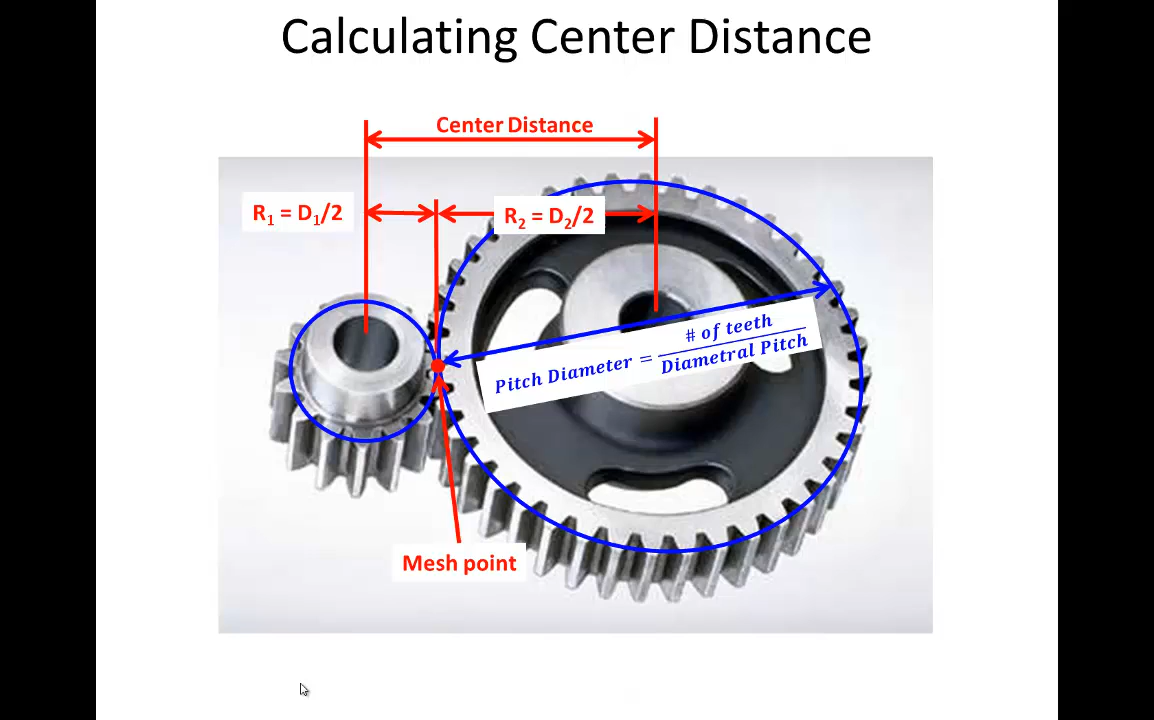 Calculating Center Distance
Center Distance
R₁ = D₁/2
R₂ = D₂/2
Pitch Diameter = # of teeth / Diametral Pitch
Mesh point